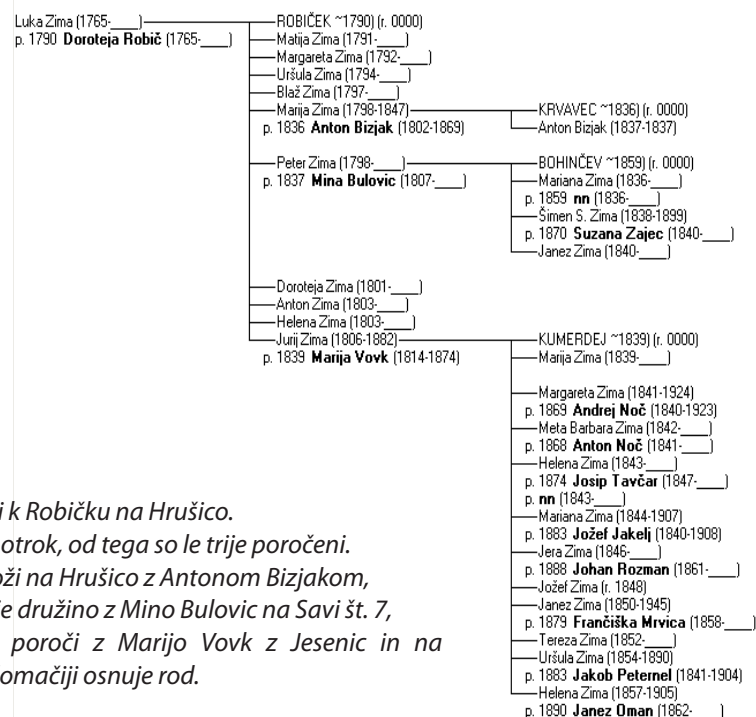 Luka Zima (1765-____)
p. 1790 Doroteja Robič (1765-____)
ROBIČEK ~1790) (r. 0000)
Matija Zima (1791-____)
Margareta Zima (1792-____)
Uršula Zima (1794-____)
Blaž Zima (1797-____)
Marija Zima (1798-1847)
p. 1836 Anton Bizjak (1802-1869)
KRVAVEC ~1836) (r. 0000)
Anton Bizjak (1837-1837)
Peter Zima (1798-____)
p. 1837 Mina Bulovic (1807-____)
BOHINČEV ~1859) (r. 0000)
Mariana Zima (1836-____)
p. 1859 nn (1836-____)
Šimen S. Zima (1838-1899)
p. 1870 Suzana Zajec (1840-____)
Janez Zima (1840-____)
Doroteja Zima (1801-____)
Anton Zima (1803-____)
Helena Zima (1803-____)
Jurij Zima (1806-1882)
p. 1839 Marija Vovk (1814-1874)
KUMERDEJ ~1839) (r. 0000)
Marija Zima (1839-____)
Margareta Zima (1841-1924)
p. 1869 Andrej Noč (1840-1923)
Meta Barbara Zima (1842-____)
p. 1868 Anton Noč (1841-____)
Helena Zima (1843-____)
p. 1874 Josip Tavčar (1847-____)
p. nn (1843-____)
Mariana Zima (1844-1907)
p. 1883 Jožef Jakelj (1840-1908)
Jera Zima (1846-____)
p. 1888 Johan Rozman (1861-____)
Jožef Zima (r. 1848)
Janez Zima (1850-1945)
p. 1879 Frančiška Mrvica (1858-____)
Tereza Zima (1852-____)
Uršula Zima (1854-1890)
p. 1883 Jakob Peternel (1841-1904)
Helena Zima (1857-1905)
p. 1890 Janez Oman (1862-____)
i k Robičku na Hrušico.
otrok, od tega so le trije poročeni.
oži na Hrušico z Antonom Bizjakom,
je družino z Mino Bulovic na Savi št. 7,
poroči z Marijo Vovk z Jesenic in na
omačiji osnuje rod.